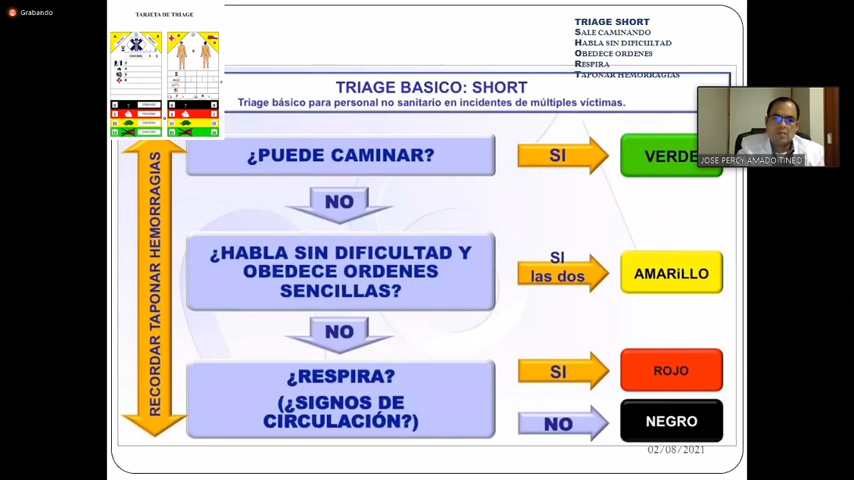 Grabando
TARJETA DE TRIAGE
TRIAGE SHORT
SALE CAMINANDO
HABLA SIN DIFICULTAD
OBEDECE ORDENES
RESPIRA
TAPONAR HEMORRAGIAS
TRIAGE BASICO: SHORT
Triage básico para personal no sanitario en incidentes de múltiples víctimas.
JOSE PERCY AMADO TINEO
RECORDAR TAPONAR HEMORRAGIAS
¿PUEDE CAMINAR?
SI
VERDE
NO
¿HABLA SIN DIFICULTAD Y
OBEDECE ORDENES
SENCILLAS?
SI
las dos
AMARiLLO
NO
¿RESPIRA?
(¿SIGNOS DE
CIRCULACIÓN?)
SI
ROJO
NO
NEGRO
02/08/2021